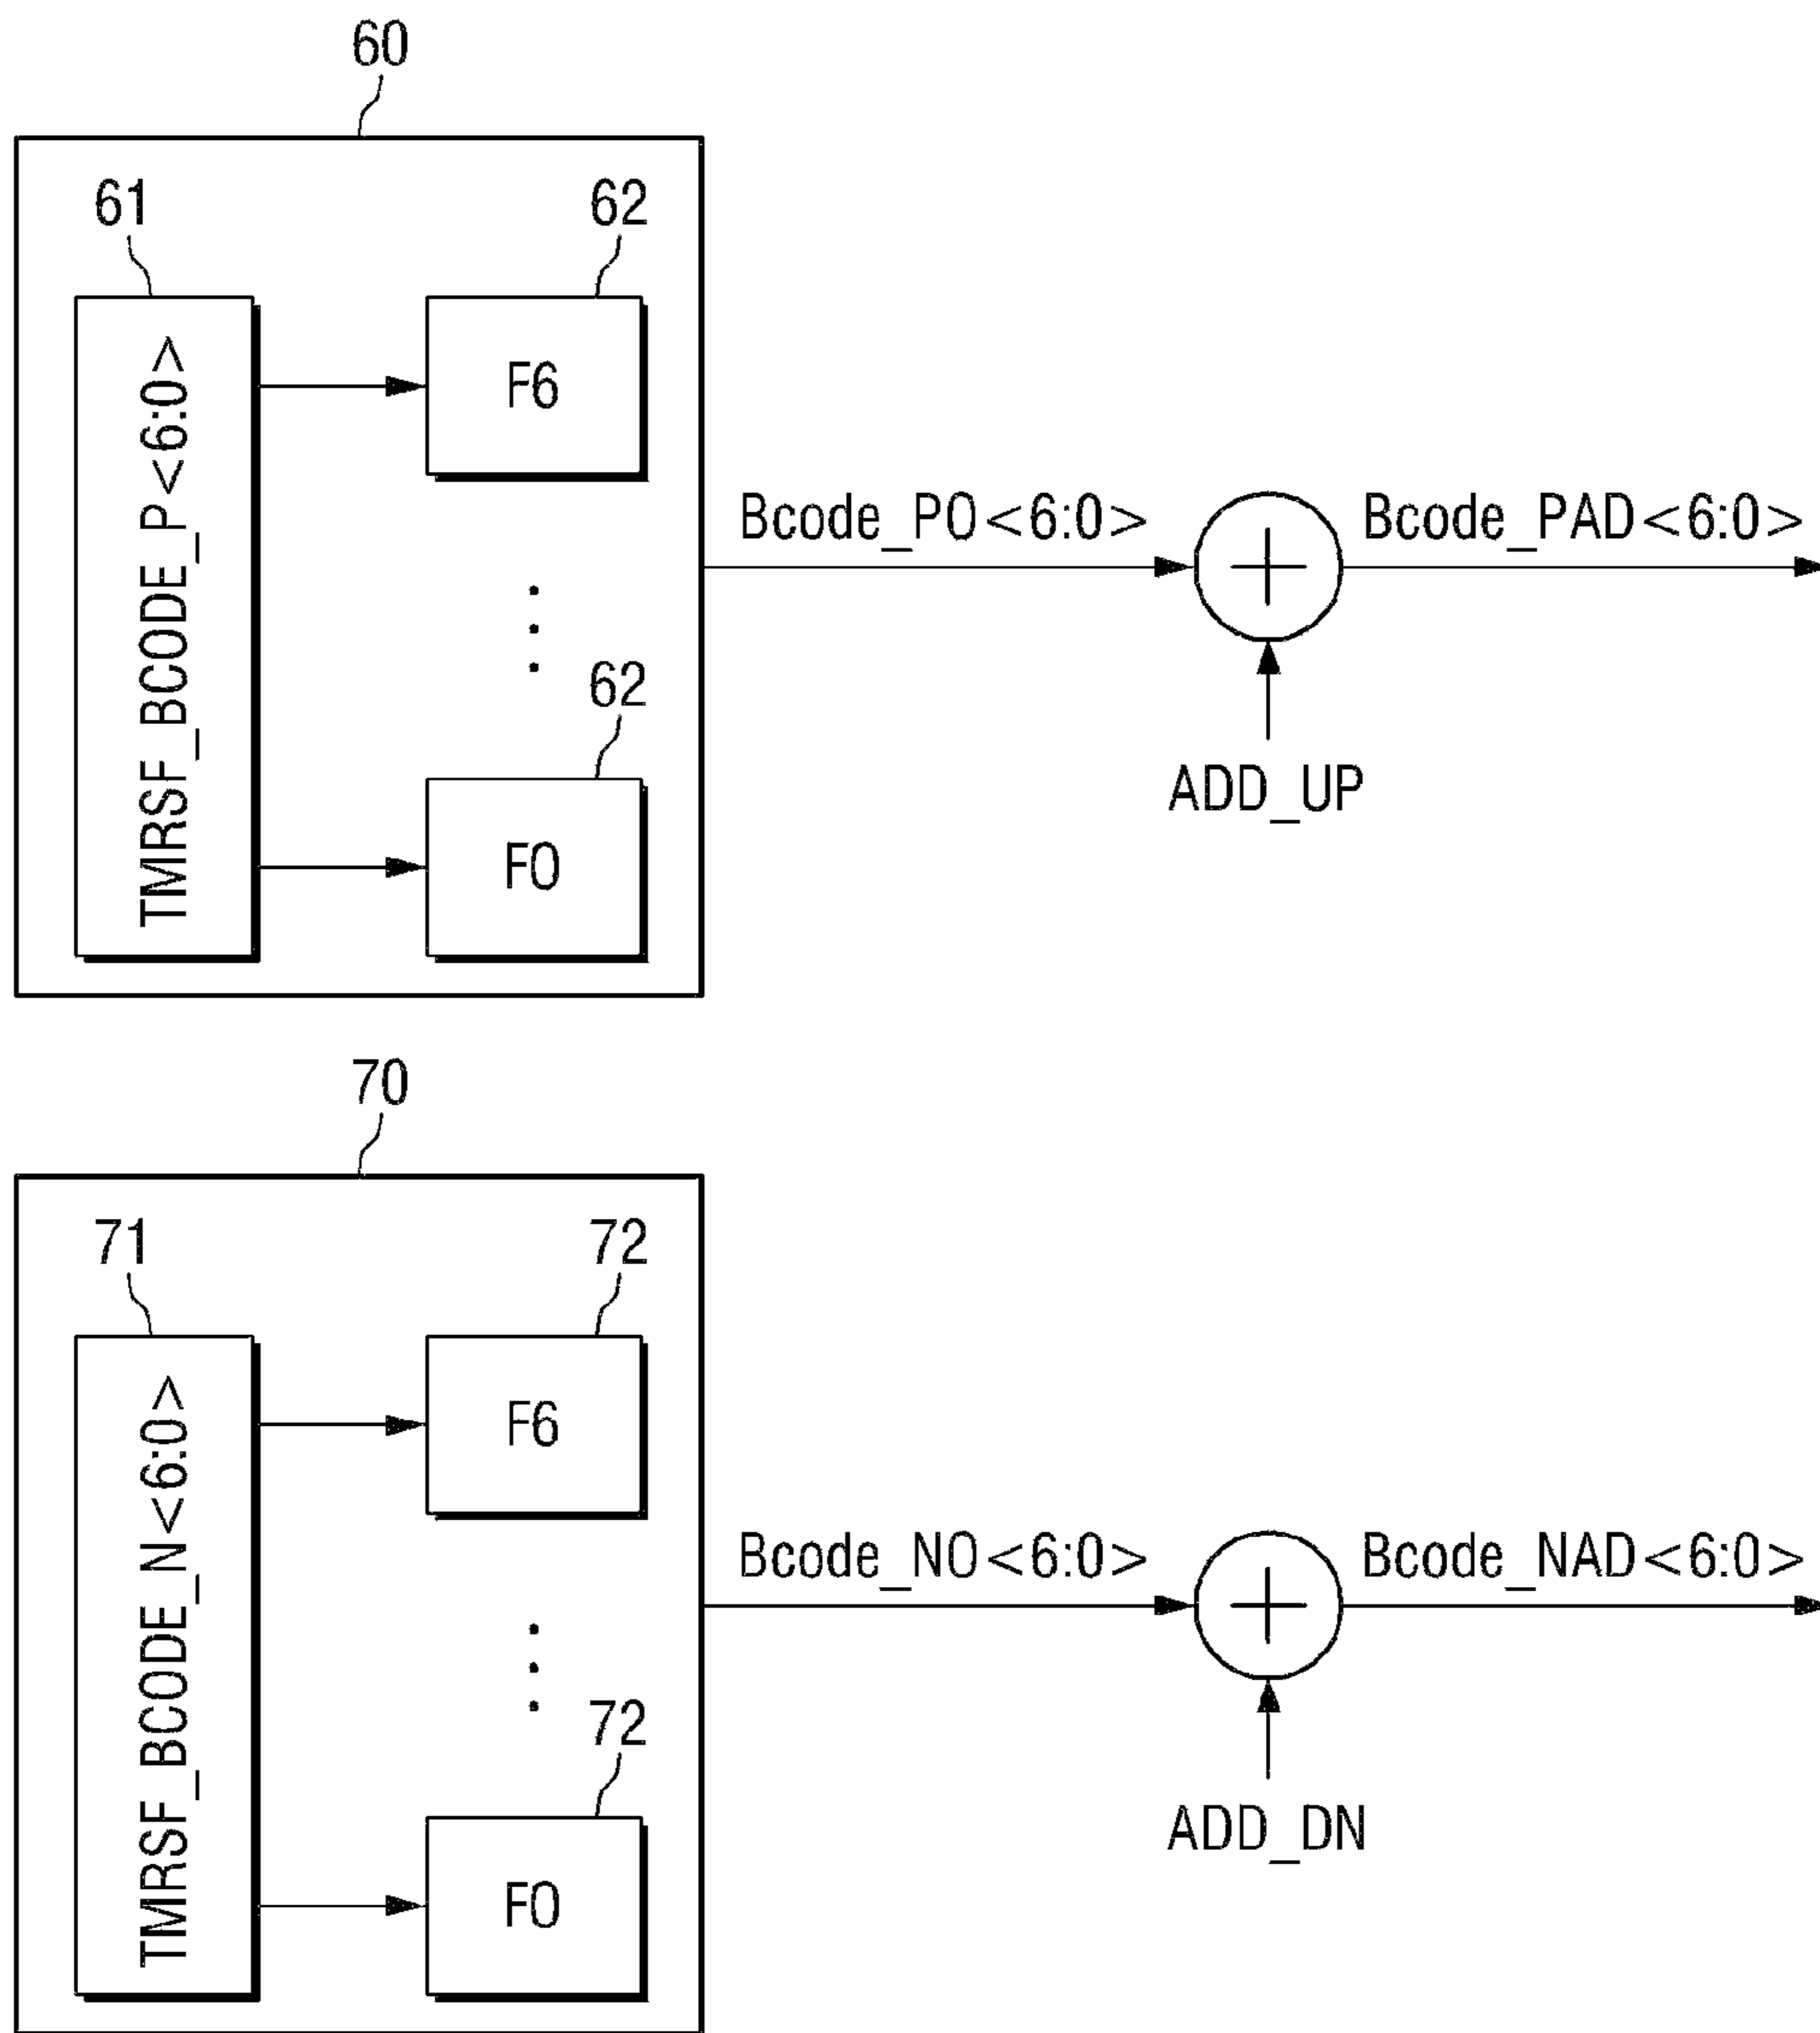 60
61
62
TMRSF_BCODE_P<6:0>
F6
Bcode_PO<6:0>
Bcode_PAD<6:0>
62
ADD_UP
F0
70
71
72
TMRSF_BCODE_N<6:0>
F6
Bcode_NO<6:0>
Bcode_NAD<6:0>
72
ADD_DN
F0